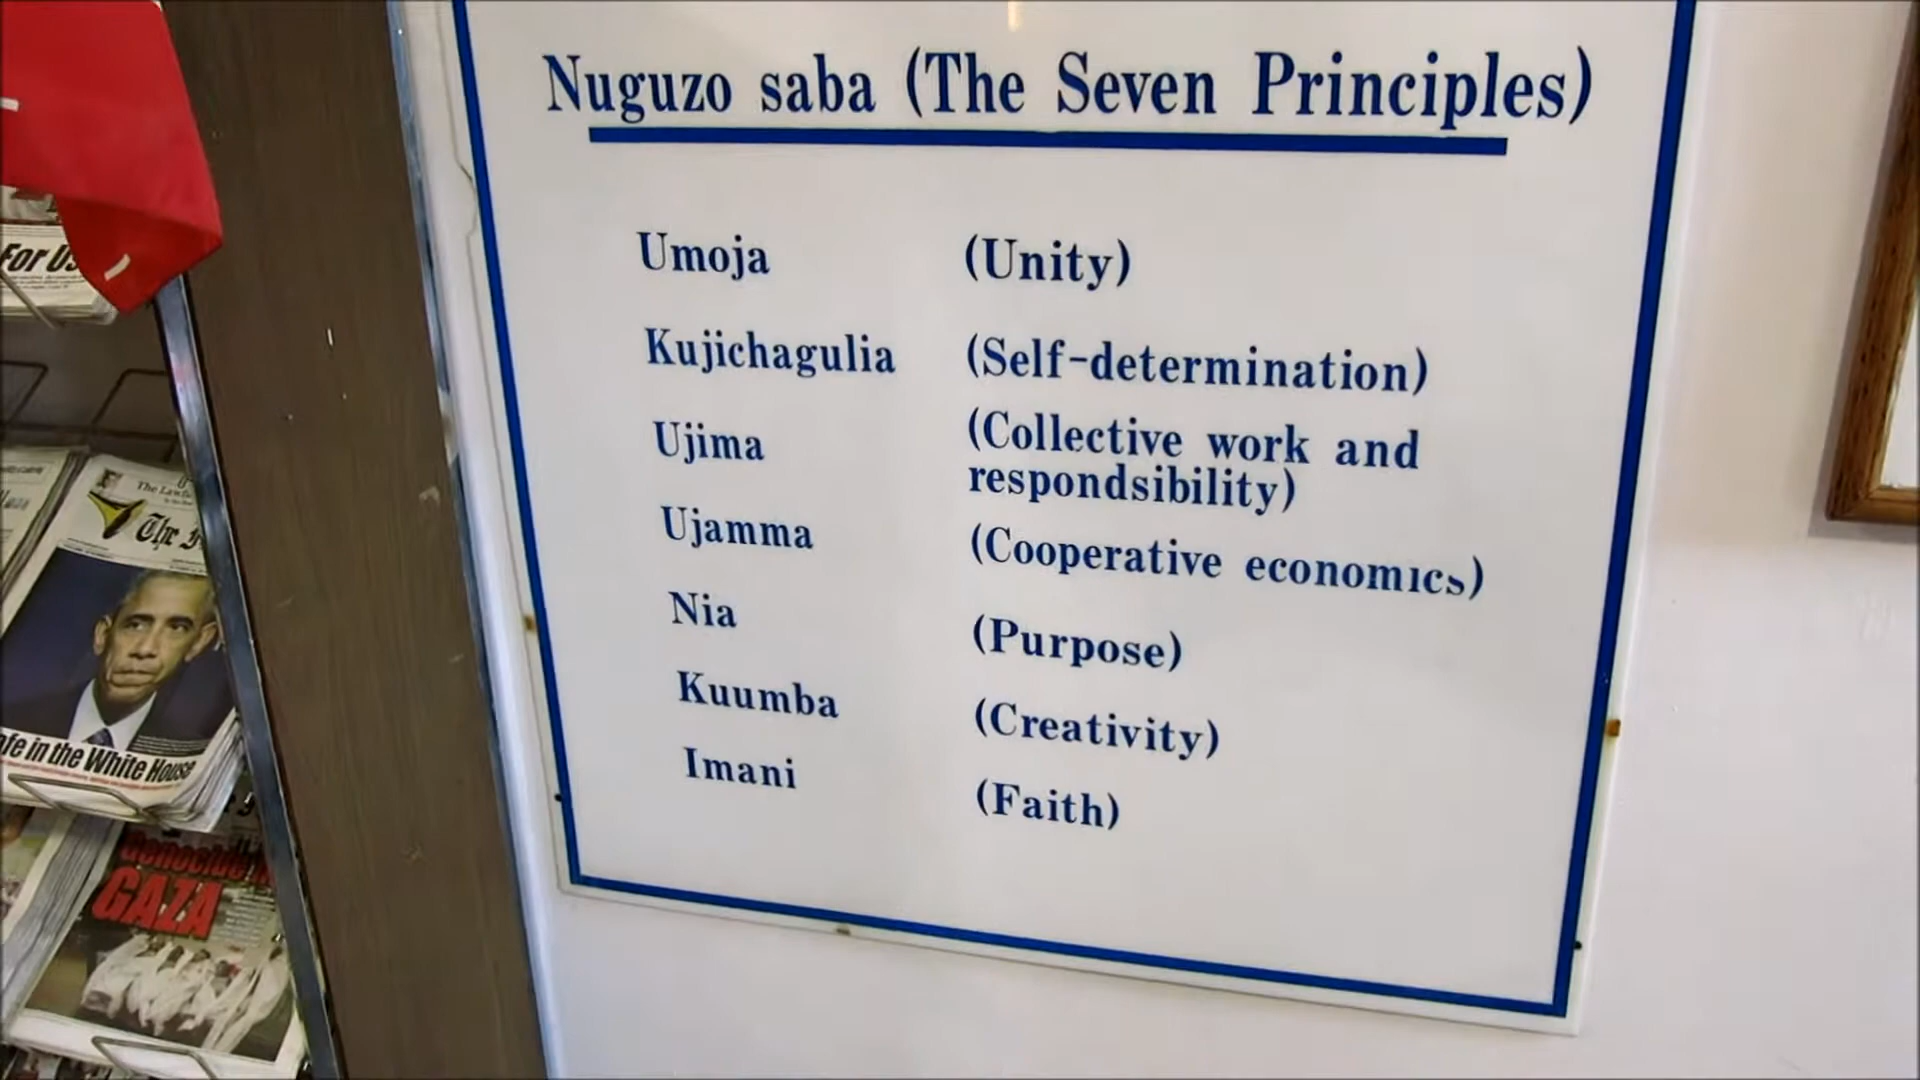 Nuguzo saba (The Seven Principles)
Umoja (Unity)
Kujichagulia (Self-determination)
Ujima (Collective work and
respondsibility)
Ujamma (Cooperative economics)
Nia (Purpose)
Kuumba (Creativity)
Imani (Faith)
For Us
The
in the White House
GAZA